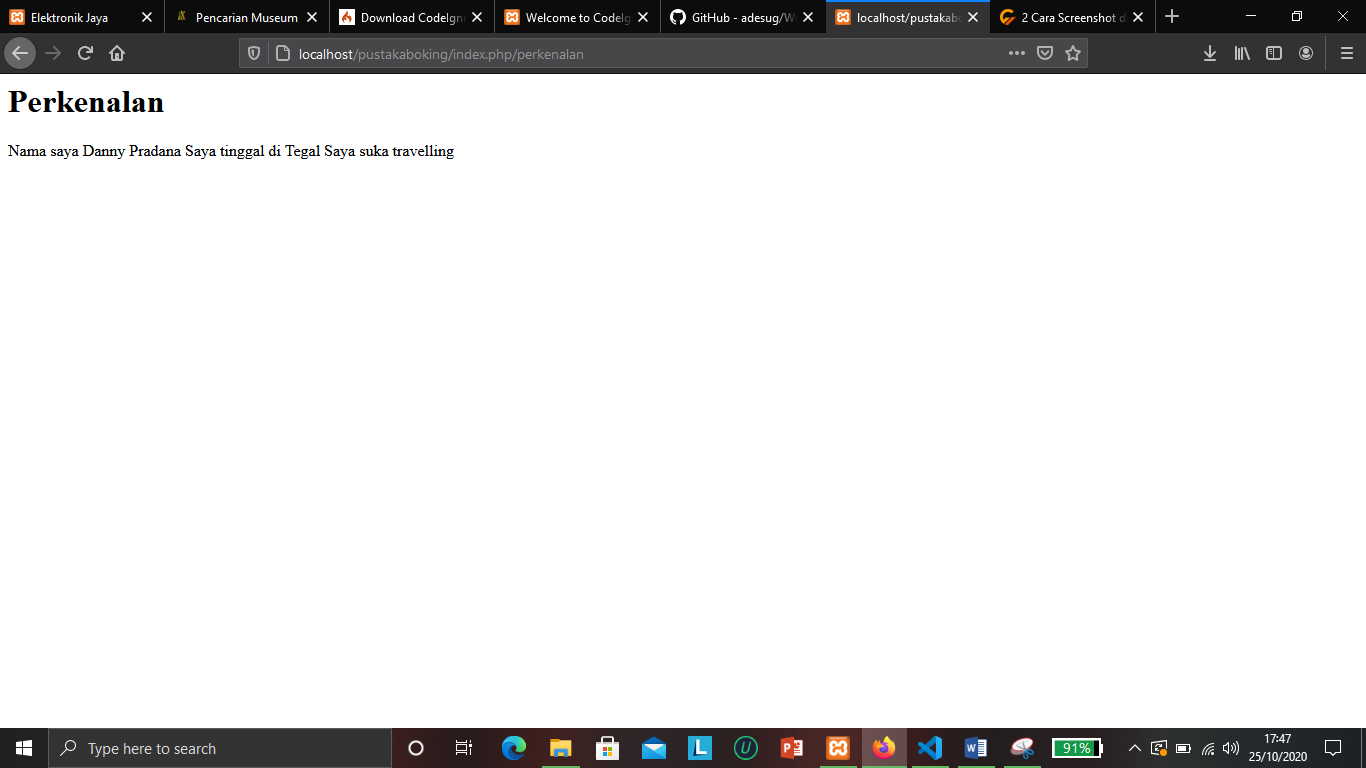 Elektronik Jaya
Pencarian Museum
Download CodeIgni
Welcome to CodeIg
GitHub - adesug/W
localhost/pustakabo
2 Cara Screenshot d
localhost/pustakaboking/index.php/perkenalan
Perkenalan
Nama saya Danny Pradana Saya tinggal di Tegal Saya suka travelling
Type here to search
91%
17:47
25/10/2020